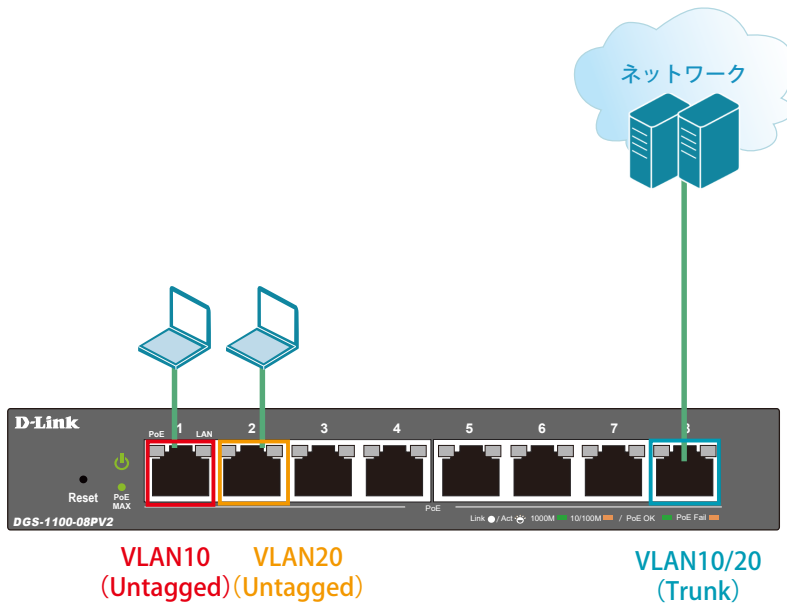 ネットワーク
D-Link
PoE 1 LAN 2 3 4 5 6 7 8
Reset
PoE
MAX
PoE
Link / Act 1000M 10/100M / PoE OK PoE Fail
DGS-1100-08PV2
VLAN10
(Untagged)
VLAN20
(Untagged)
VLAN10/20
(Trunk)